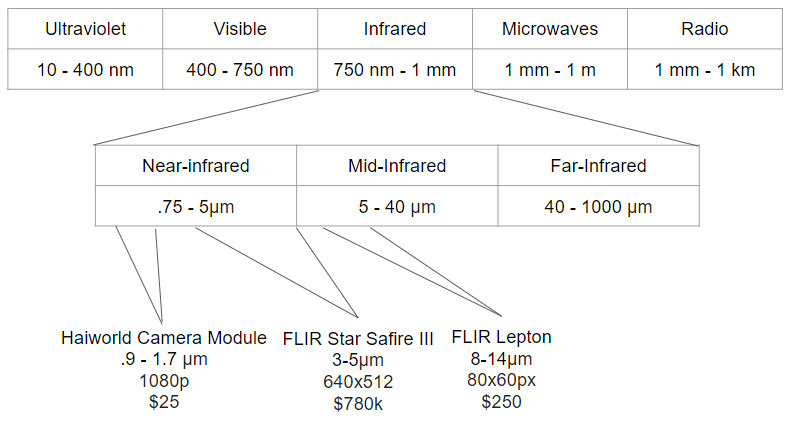 Ultraviolet Visible Infrared Microwaves Radio
10 - 400 nm 400 - 750 nm 750 nm - 1 mm 1 mm - 1 m 1 mm - 1 km
Near-infrared Mid-Infrared Far-Infrared
.75 - 5μm 5 - 40 μm 40 - 1000 μm
Haiworld Camera Module
.9 - 1.7 μm
1080p
$25
FLIR Star Safire III
3-5μm
640x512
$780k
FLIR Lepton
8-14μm
80x60px
$250